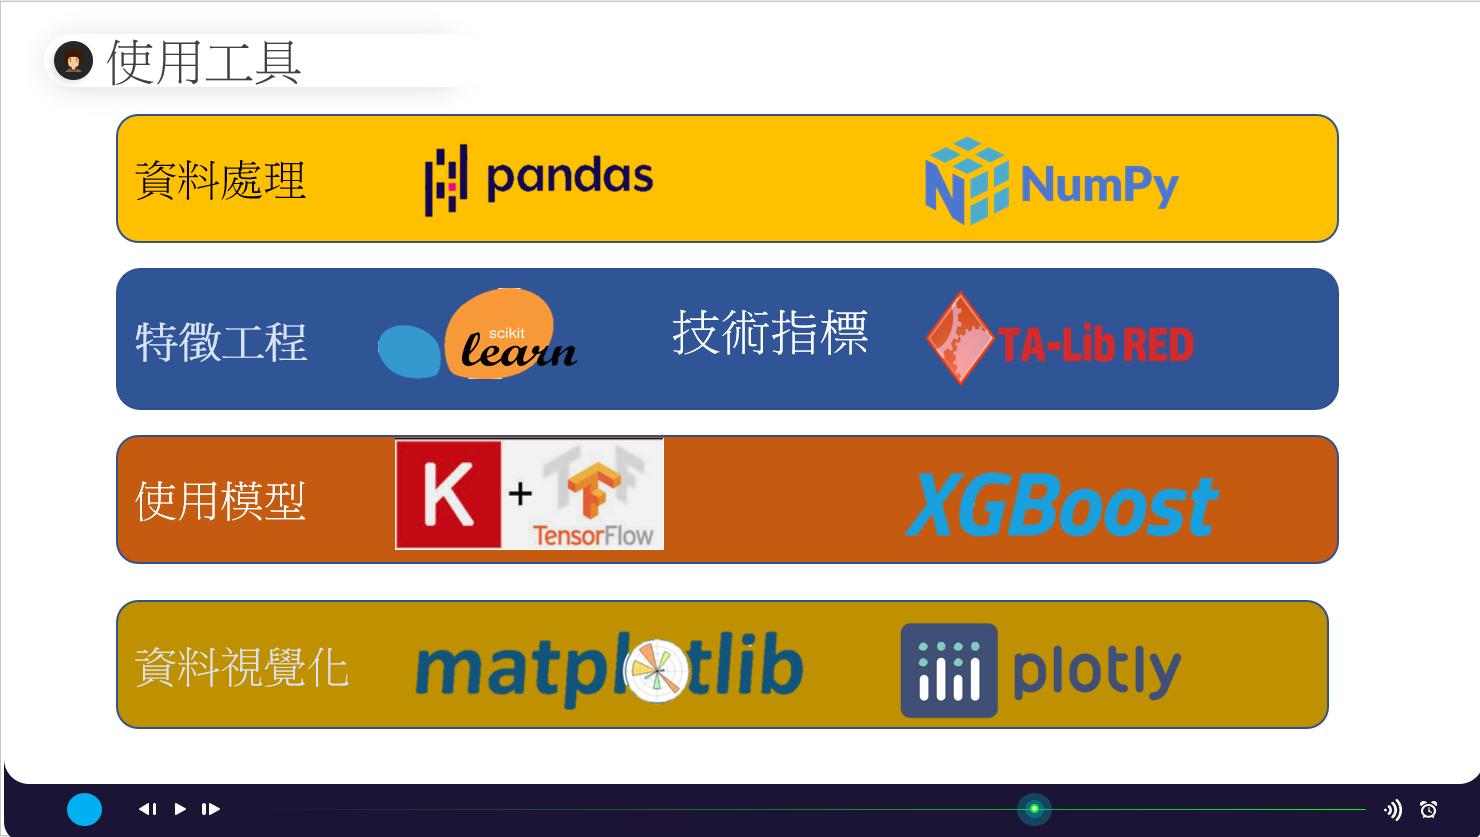 使用工具
資料處理
pandas
NumPy
特徵工程
scikit
learn
技術指標
TA-Lib RED
使用模型
K + TF
TensorFlow
XGBoost
資料視覺化
matplotlib
plotly